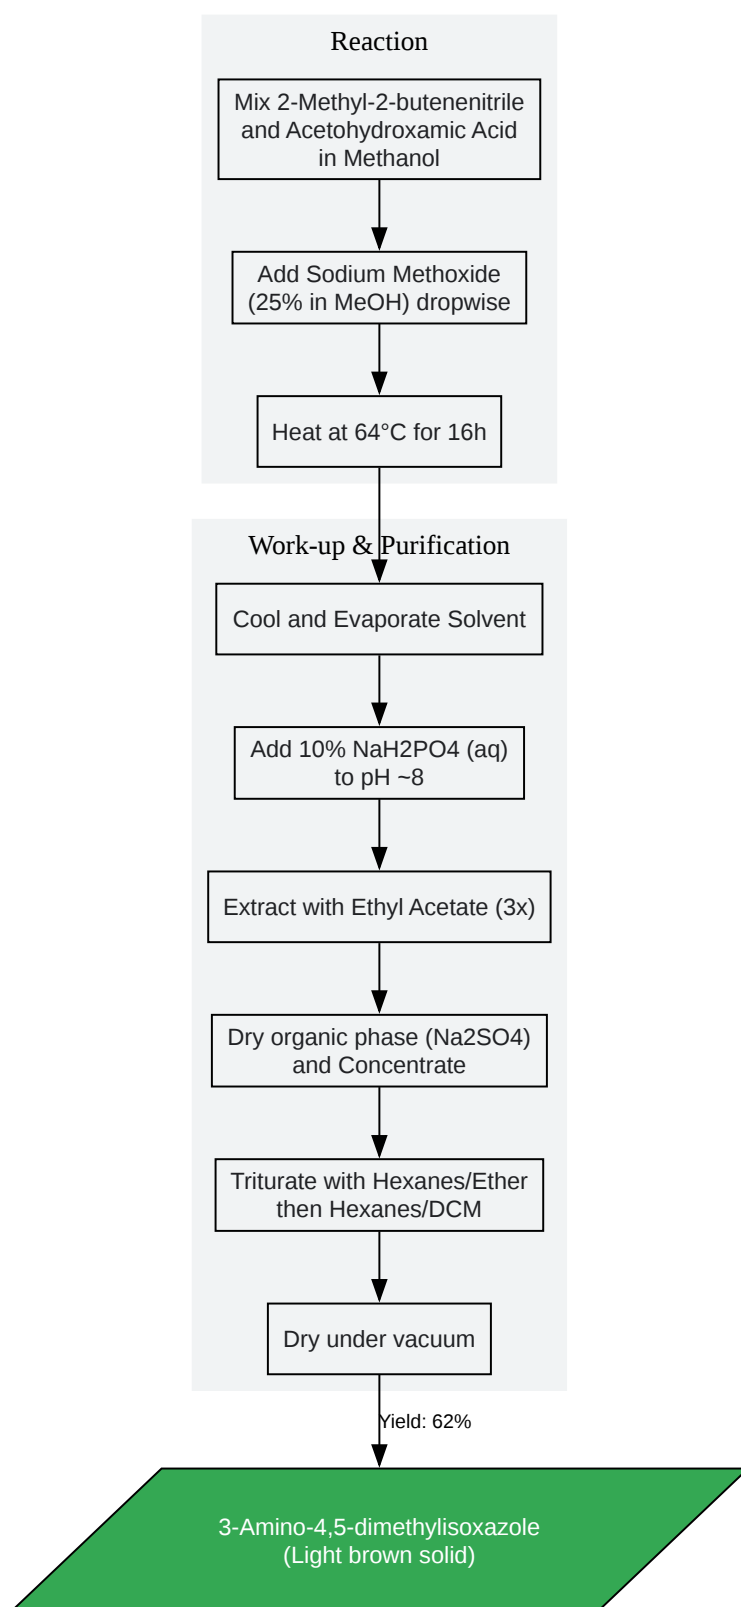 Reaction
Mix 2-Methyl-2-butenenitrile
and Acetohydroxamic Acid
in Methanol
Add Sodium Methoxide
(25% in MeOH) dropwise
Heat at 64°C for 16h
Work-up & Purification
Cool and Evaporate Solvent
Add 10% NaH2PO4 (aq)
to pH ~8
Extract with Ethyl Acetate (3x)
Dry organic phase (Na2SO4)
and Concentrate
Triturate with Hexanes/Ether
then Hexanes/DCM
Dry under vacuum
Yield: 62%
3-Amino-4,5-dimethylisoxazole
(Light brown solid)